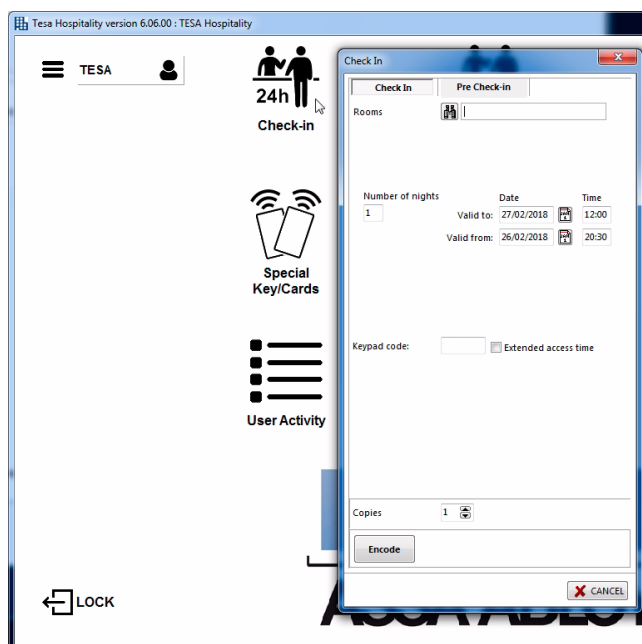 Tesa Hospitality version 6.06.00 : TESA Hospitality
TESA
24h
Check-in
Special
Key/Cards
User Activity
LOCK
Check In
Check In
Pre Check-in
Rooms
Number of nights
Date
Time
1
Valid to:
27/02/2018
12:00
Valid from:
26/02/2018
20:30
Keypad code:
Extended access time
Copies
1
Encode
CANCEL